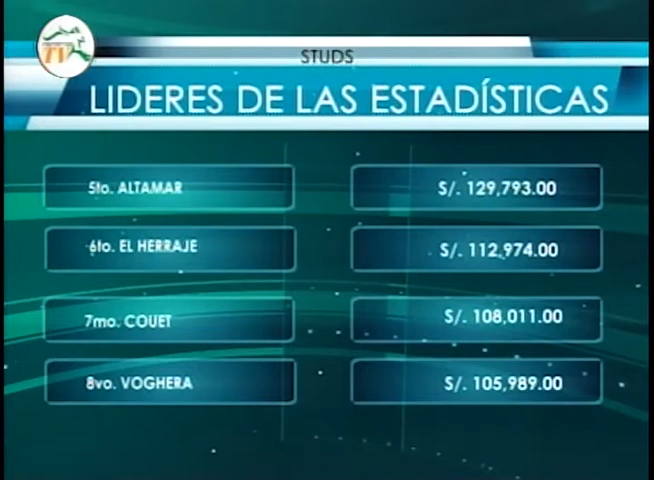 STUDS
LIDERES DE LAS ESTADÍSTICAS
5to. ALTAMAR S/. 129,793.00
6to. EL HERRAJE S/. 112,974.00
7mo. COUET S/. 108,011.00
8vo. VOGHERA S/. 105,989.00